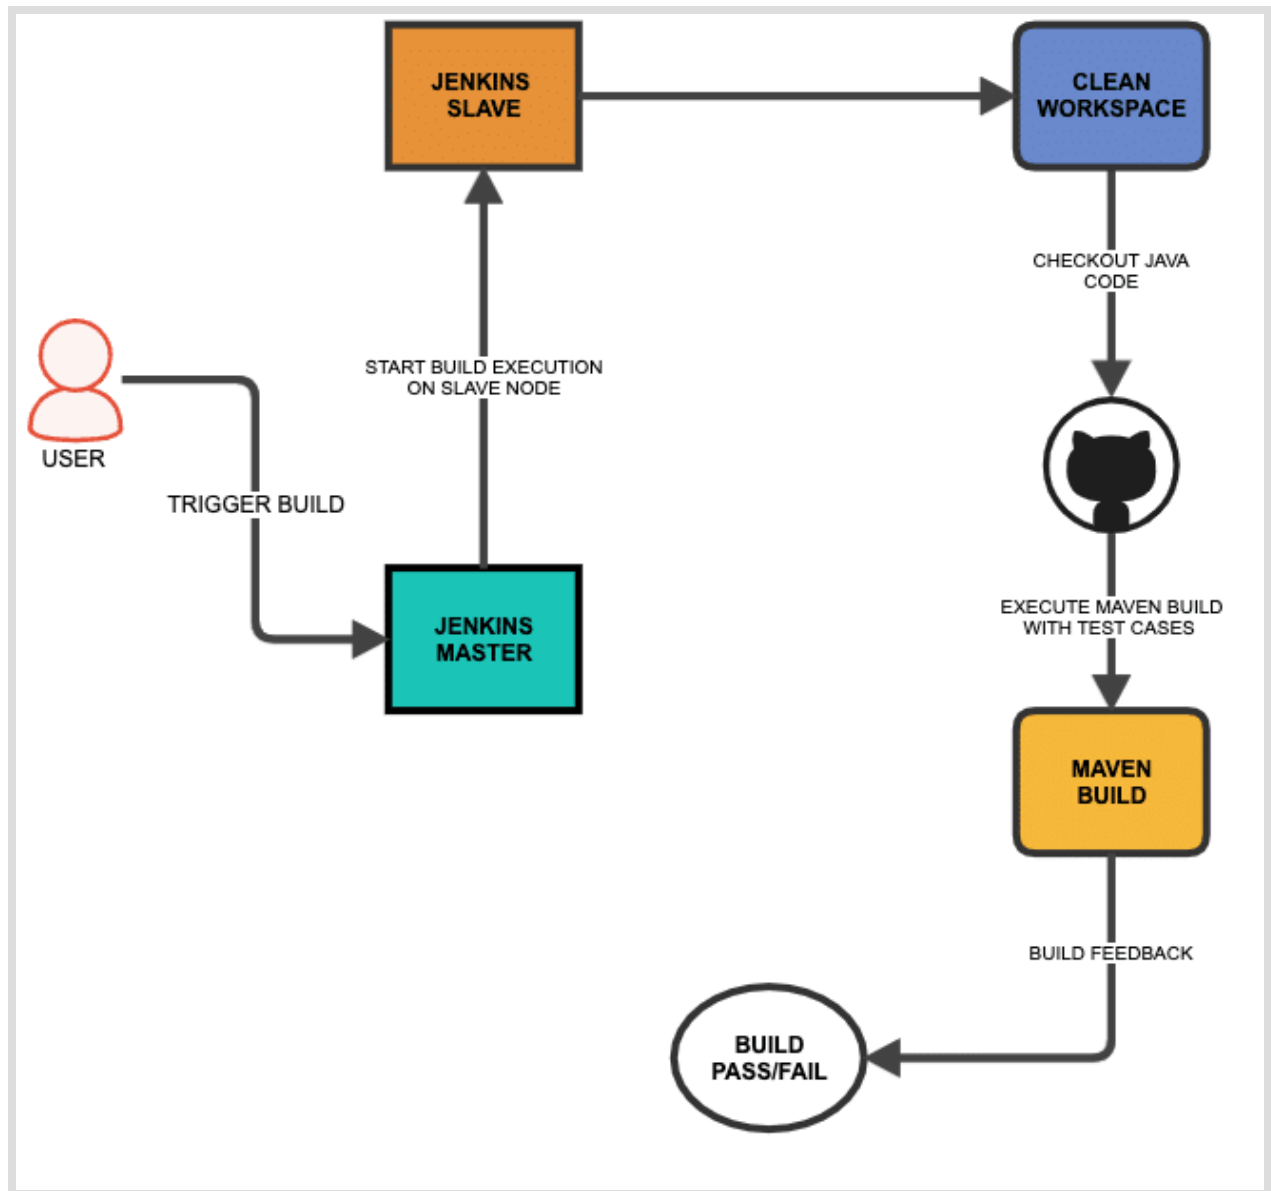 JENKINS
SLAVE
CLEAN
WORKSPACE
CHECKOUT JAVA
CODE
START BUILD EXECUTION
ON SLAVE NODE
USER
TRIGGER BUILD
JENKINS
MASTER
EXECUTE MAVEN BUILD
WITH TEST CASES
MAVEN
BUILD
BUILD FEEDBACK
BUILD
PASS/FAIL